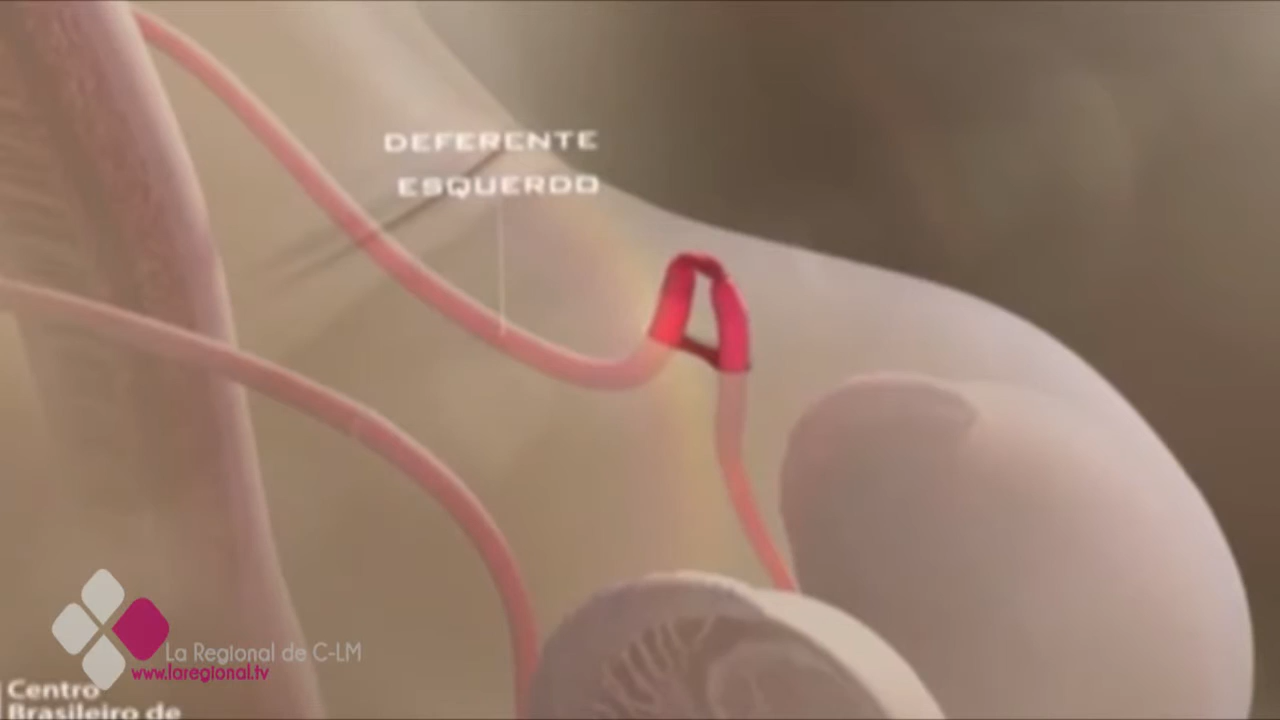 DEFERENTE
ESQUERDO
La Regional de C-LM
www.laregional.tv
Centro
Brasileiro de